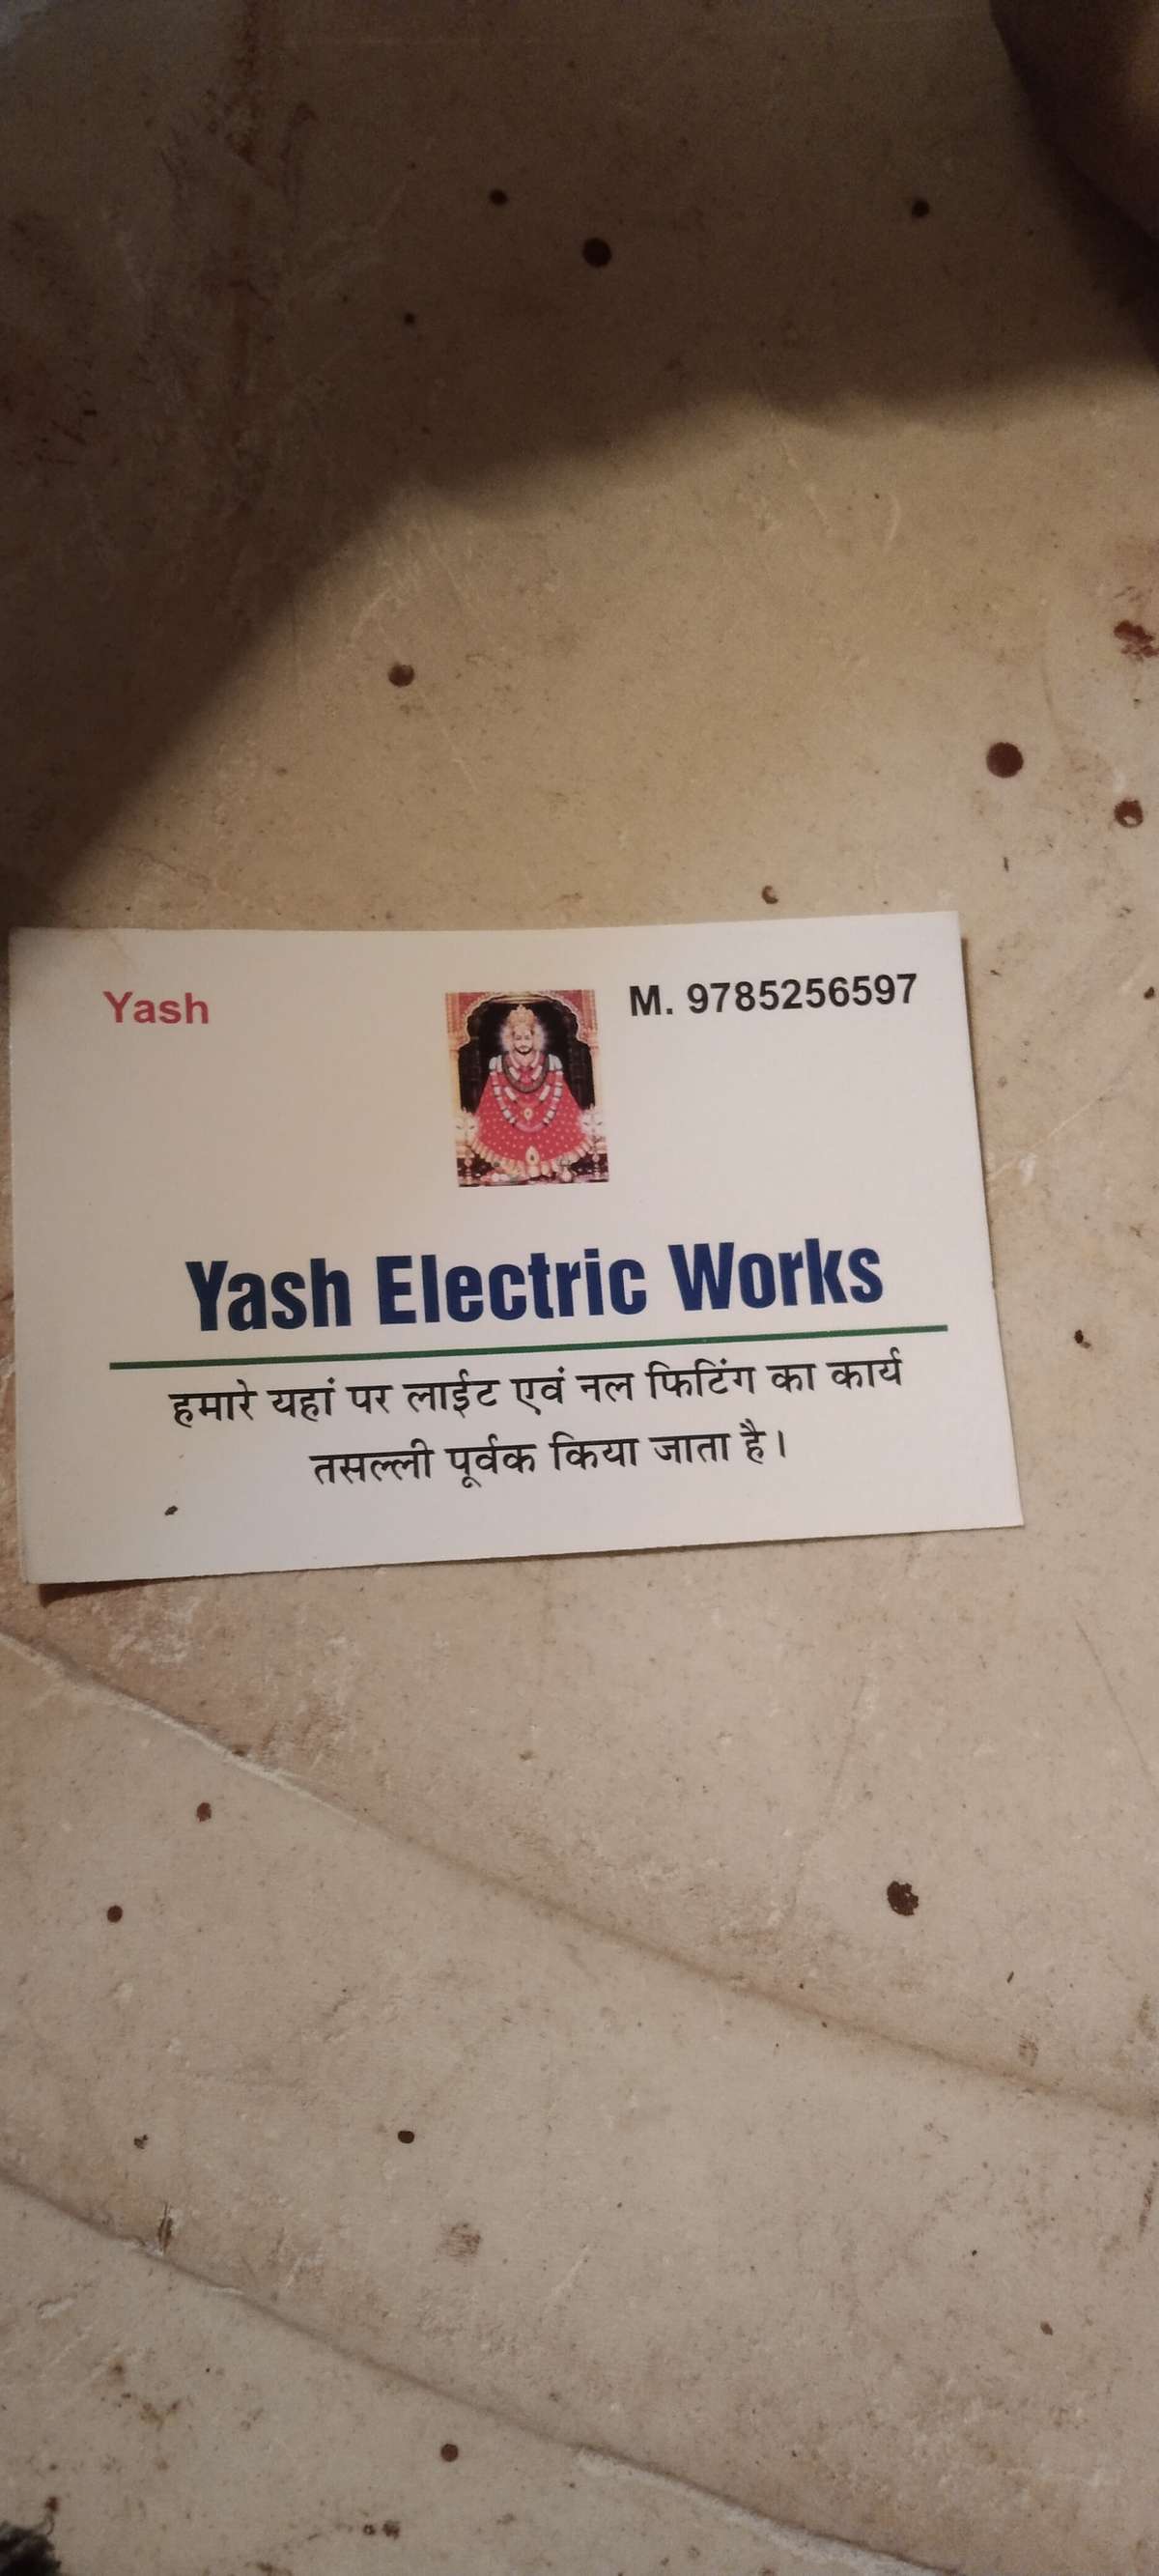 Yash
M. 9785256597
Yash Electric Works
हमारे यहां पर लाईट एवं नल फिटिंग का कार्य
तसल्ली पूर्वक किया जाता है।